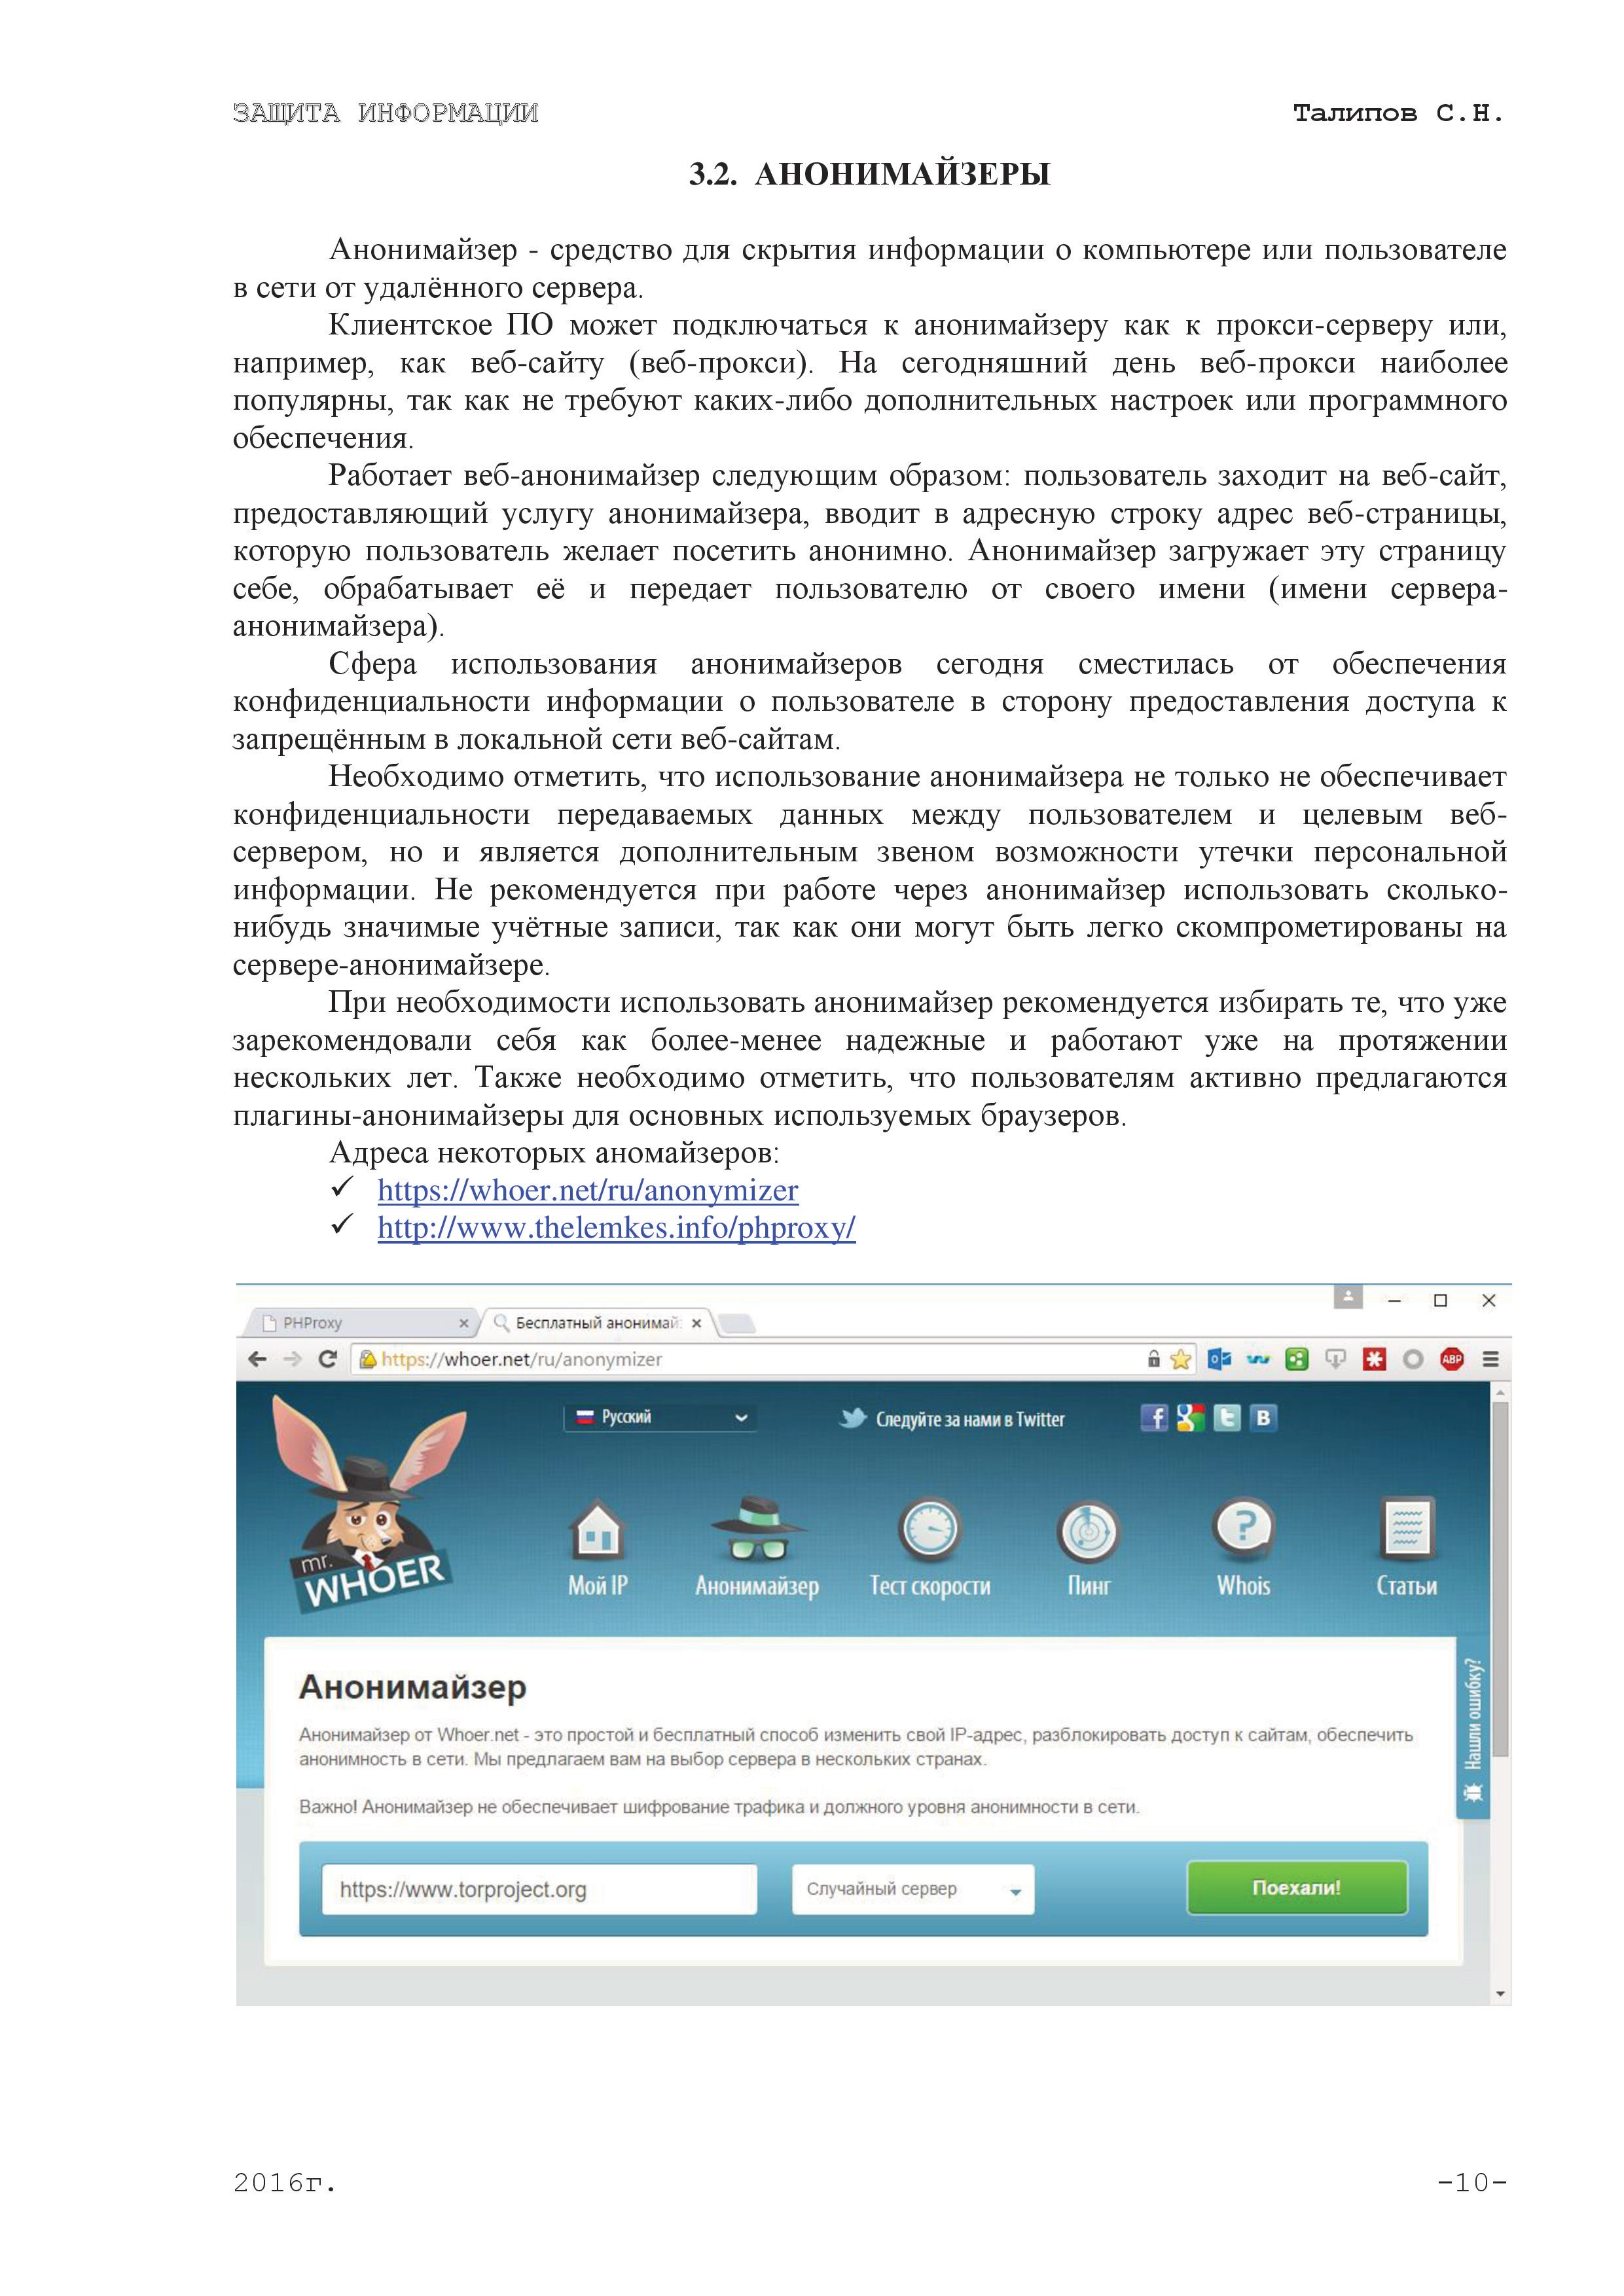 ЗАЩИТА ИНФОРМАЦИИ Талипов С.Н.
3.2. АНОНИМАЙЗЕРЫ
Анонимайзер - средство для скрытия информации о компьютере или пользователе
в сети от удалённого сервера.
Клиентское ПО может подключаться к анонимайзеру как к прокси-серверу или,
например, как веб-сайту (веб-прокси). На сегодняшний день веб-прокси наиболее
популярны, так как не требуют каких-либо дополнительных настроек или программного
обеспечения.
Работает веб-анонимайзер следующим образом: пользователь заходит на веб-сайт,
предоставляющий услугу анонимайзера, вводит в адресную строку адрес веб-страницы,
которую пользователь желает посетить анонимно. Анонимайзер загружает эту страницу
себе, обрабатывает её и передает пользователю от своего имени (имени сервера-
анонимайзера).
Сфера использования анонимайзеров сегодня сместилась от обеспечения
конфиденциальности информации о пользователе в сторону предоставления доступа к
запрещённым в локальной сети веб-сайтам.
Необходимо отметить, что использование анонимайзера не только не обеспечивает
конфиденциальности передаваемых данных между пользователем и целевым веб-
сервером, но и является дополнительным звеном возможности утечки персональной
информации. Не рекомендуется при работе через анонимайзер использовать сколько-
нибудь значимые учётные записи, так как они могут быть легко скомпрометированы на
сервере-анонимайзере.
При необходимости использовать анонимайзер рекомендуется избирать те, что уже
зарекомендовали себя как более-менее надежные и работают уже на протяжении
нескольких лет. Также необходимо отметить, что пользователям активно предлагаются
плагины-анонимайзеры для основных используемых браузеров.
Адреса некоторых аномайзеров:
✓ https://whoer.net/ru/anonymizer
✓ http://www.thelemkes.info/phproxy/
PHProxy Бесплатный анонимай
https://whoer.net/ru/anonymizer ABP
Русский Следуйте за нами в Twitter
mr. WHOER
Мой IP Анонимайзер Тест скорости Пинг Whois Статьи
Нашли ошибку?
Анонимайзер
Анонимайзер от Whoer.net - это простой и бесплатный способ изменить свой IP-адрес, разблокировать доступ к сайтам, обеспечить
анонимность в сети. Мы предлагаем вам на выбор сервера в нескольких странах.
Важно! Анонимайзер не обеспечивает шифрование трафика и должного уровня анонимности в сети.
https://www.torproject.org Случайный сервер Поехали!
2016г. -10-